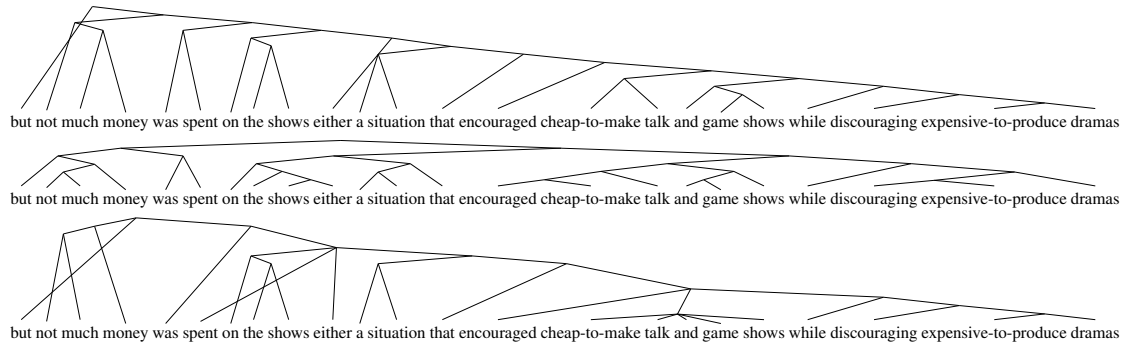 but not much money was spent on the shows either a situation that encouraged cheap-to-make talk and game shows while discouraging expensive-to-produce dramas
but not much money was spent on the shows either a situation that encouraged cheap-to-make talk and game shows while discouraging expensive-to-produce dramas
but not much money was spent on the shows either a situation that encouraged cheap-to-make talk and game shows while discouraging expensive-to-produce dramas